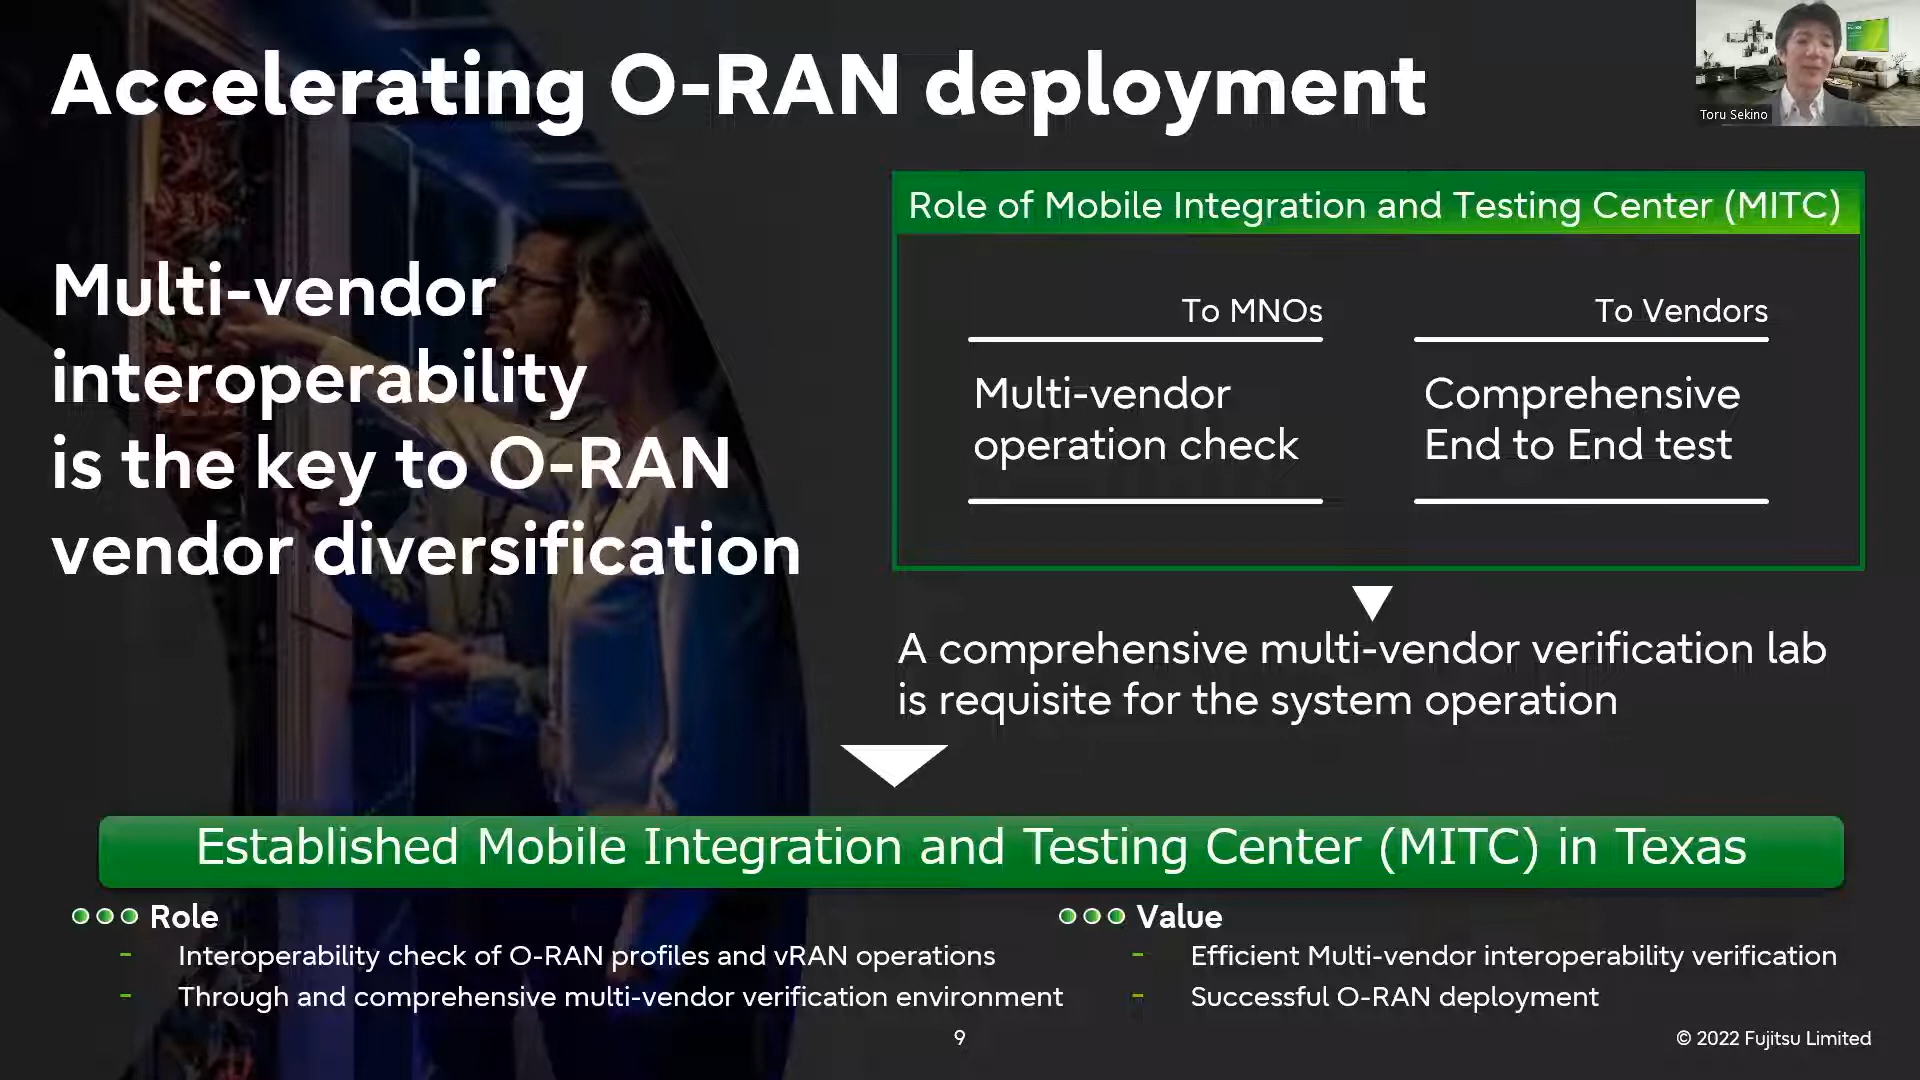 Accelerating O-RAN deployment
Toru Sekino
Multi-vendor
interoperability
is the key to O-RAN
vendor diversification
Role of Mobile Integration and Testing Center (MITC)
To MNOs
Multi-vendor
operation check
To Vendors
Comprehensive
End to End test
A comprehensive multi-vendor verification lab
is requisite for the system operation
Established Mobile Integration and Testing Center (MITC) in Texas
Role
- Interoperability check of O-RAN profiles and vRAN operations
- Through and comprehensive multi-vendor verification environment
Value
- Efficient Multi-vendor interoperability verification
- Successful O-RAN deployment
9
© 2022 Fujitsu Limited